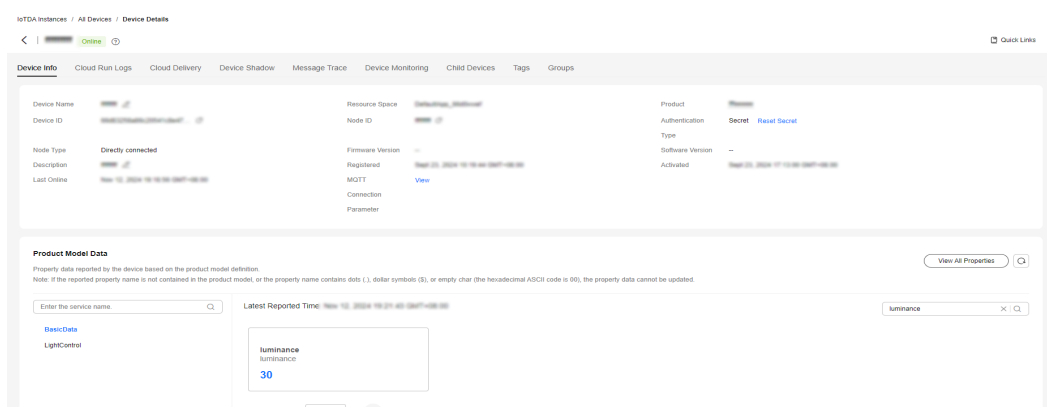 IoTDA Instances / All Devices / Device Details
Online
Quick Links
Device Info Cloud Run Logs Cloud Delivery Device Shadow Message Trace Device Monitoring Child Devices Tags Groups
Device Name Resource Space Product
Device ID Node ID Authentication Type Secret Reset Secret
Node Type Directly connected Firmware Version -- Software Version --
Description Registered Activated
Last Online MQTT Connection Parameter View
Product Model Data
View All Properties
Property data reported by the device based on the product model definition.
Note: If the reported property name is not contained in the product model, or the property name contains dots (.), dollar symbols ($), or empty char (the hexadecimal ASCII code is 00), the property data cannot be updated.
Enter the service name.
Latest Reported Time:
luminance
BasicData
LightControl
luminance
luminance
30